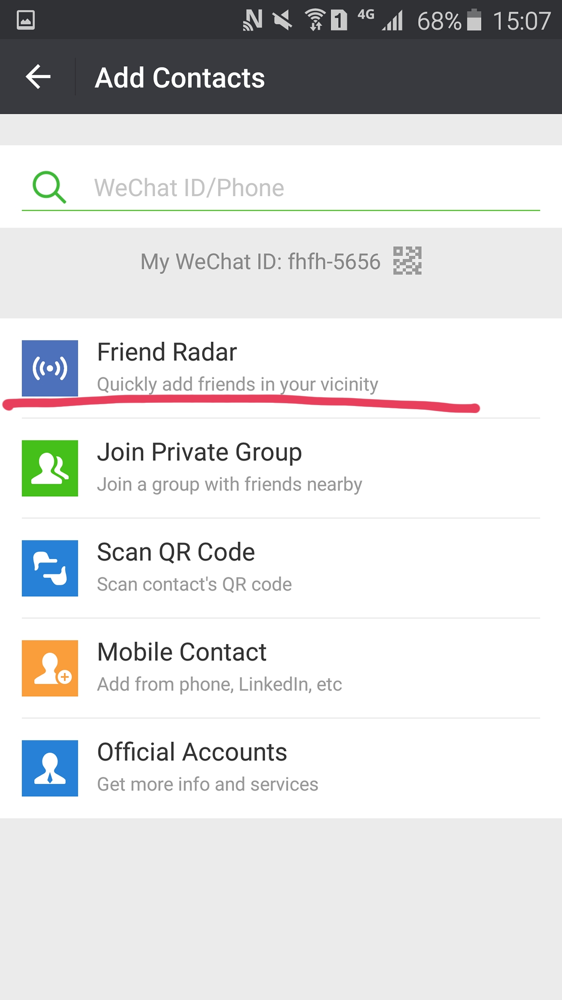 4G 68% 15:07
Add Contacts
WeChat ID/Phone
My WeChat ID: fhfh-5656
Friend Radar
Quickly add friends in your vicinity
Join Private Group
Join a group with friends nearby
Scan QR Code
Scan contact's QR code
Mobile Contact
Add from phone, LinkedIn, etc
Official Accounts
Get more info and services